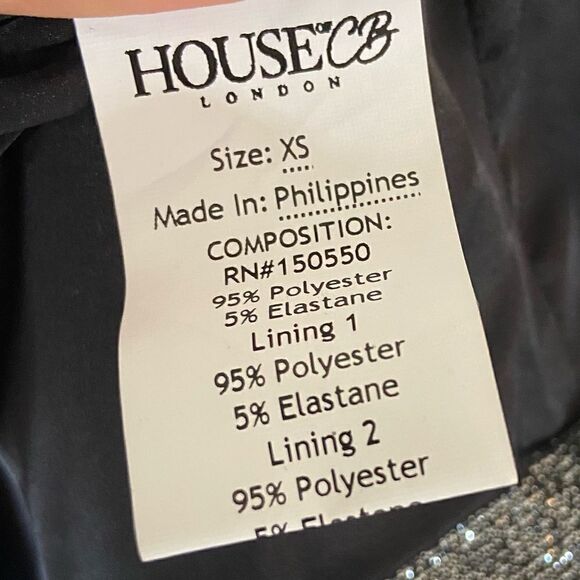 HOUSE OF CB
LONDON
Size: XS
Made In: Philippines
COMPOSITION:
RN#150550
95% Polyester
5% Elastane
Lining 1
95% Polyester
5% Elastane
Lining 2
95% Polyester